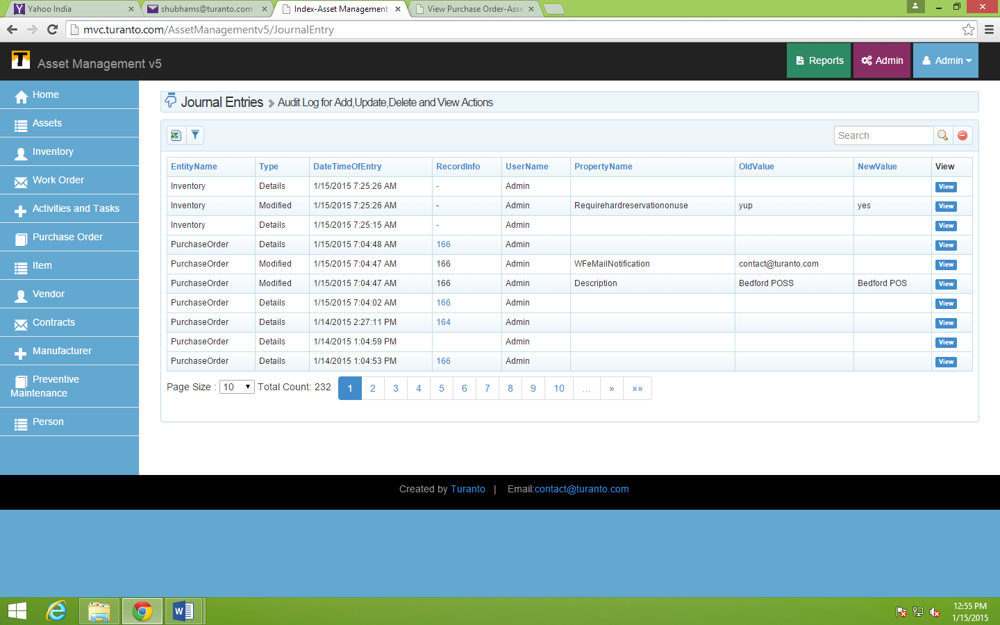 Yahoo India
shubhams@turanto.com
Index-Asset Management
View Purchase Order-Asse
mvc.turanto.com/AssetManagementv5/JournalEntry
T Asset Management v5
Reports
Admin
Admin
Home
Assets
Inventory
Work Order
Activities and Tasks
Purchase Order
Item
Vendor
Contracts
Manufacturer
Preventive
Maintenance
Person
Journal Entries Audit Log for Add,Update,Delete and View Actions
Search
EntityName Type DateTimeOfEntry RecordInfo UserName PropertyName OldValue NewValue View
Inventory Details 1/15/2015 7:25:26 AM - Admin View
Inventory Modified 1/15/2015 7:25:26 AM - Admin Requirehardreservationonuse yup yes View
Inventory Details 1/15/2015 7:25:15 AM - Admin View
PurchaseOrder Details 1/15/2015 7:04:48 AM 166 Admin View
PurchaseOrder Modified 1/15/2015 7:04:47 AM 166 Admin WFeMailNotification contact@turanto.com View
PurchaseOrder Modified 1/15/2015 7:04:47 AM 166 Admin Description Bedford POSS Bedford POS View
PurchaseOrder Details 1/15/2015 7:04:02 AM 166 Admin View
PurchaseOrder Details 1/14/2015 2:27:11 PM 164 Admin View
PurchaseOrder Details 1/14/2015 1:04:59 PM Admin View
PurchaseOrder Details 1/14/2015 1:04:53 PM 166 Admin View
Page Size : 10 Total Count: 232 1 2 3 4 5 6 7 8 9 10 ... » »»
Created by Turanto | Email:contact@turanto.com
12:55 PM
1/15/2015